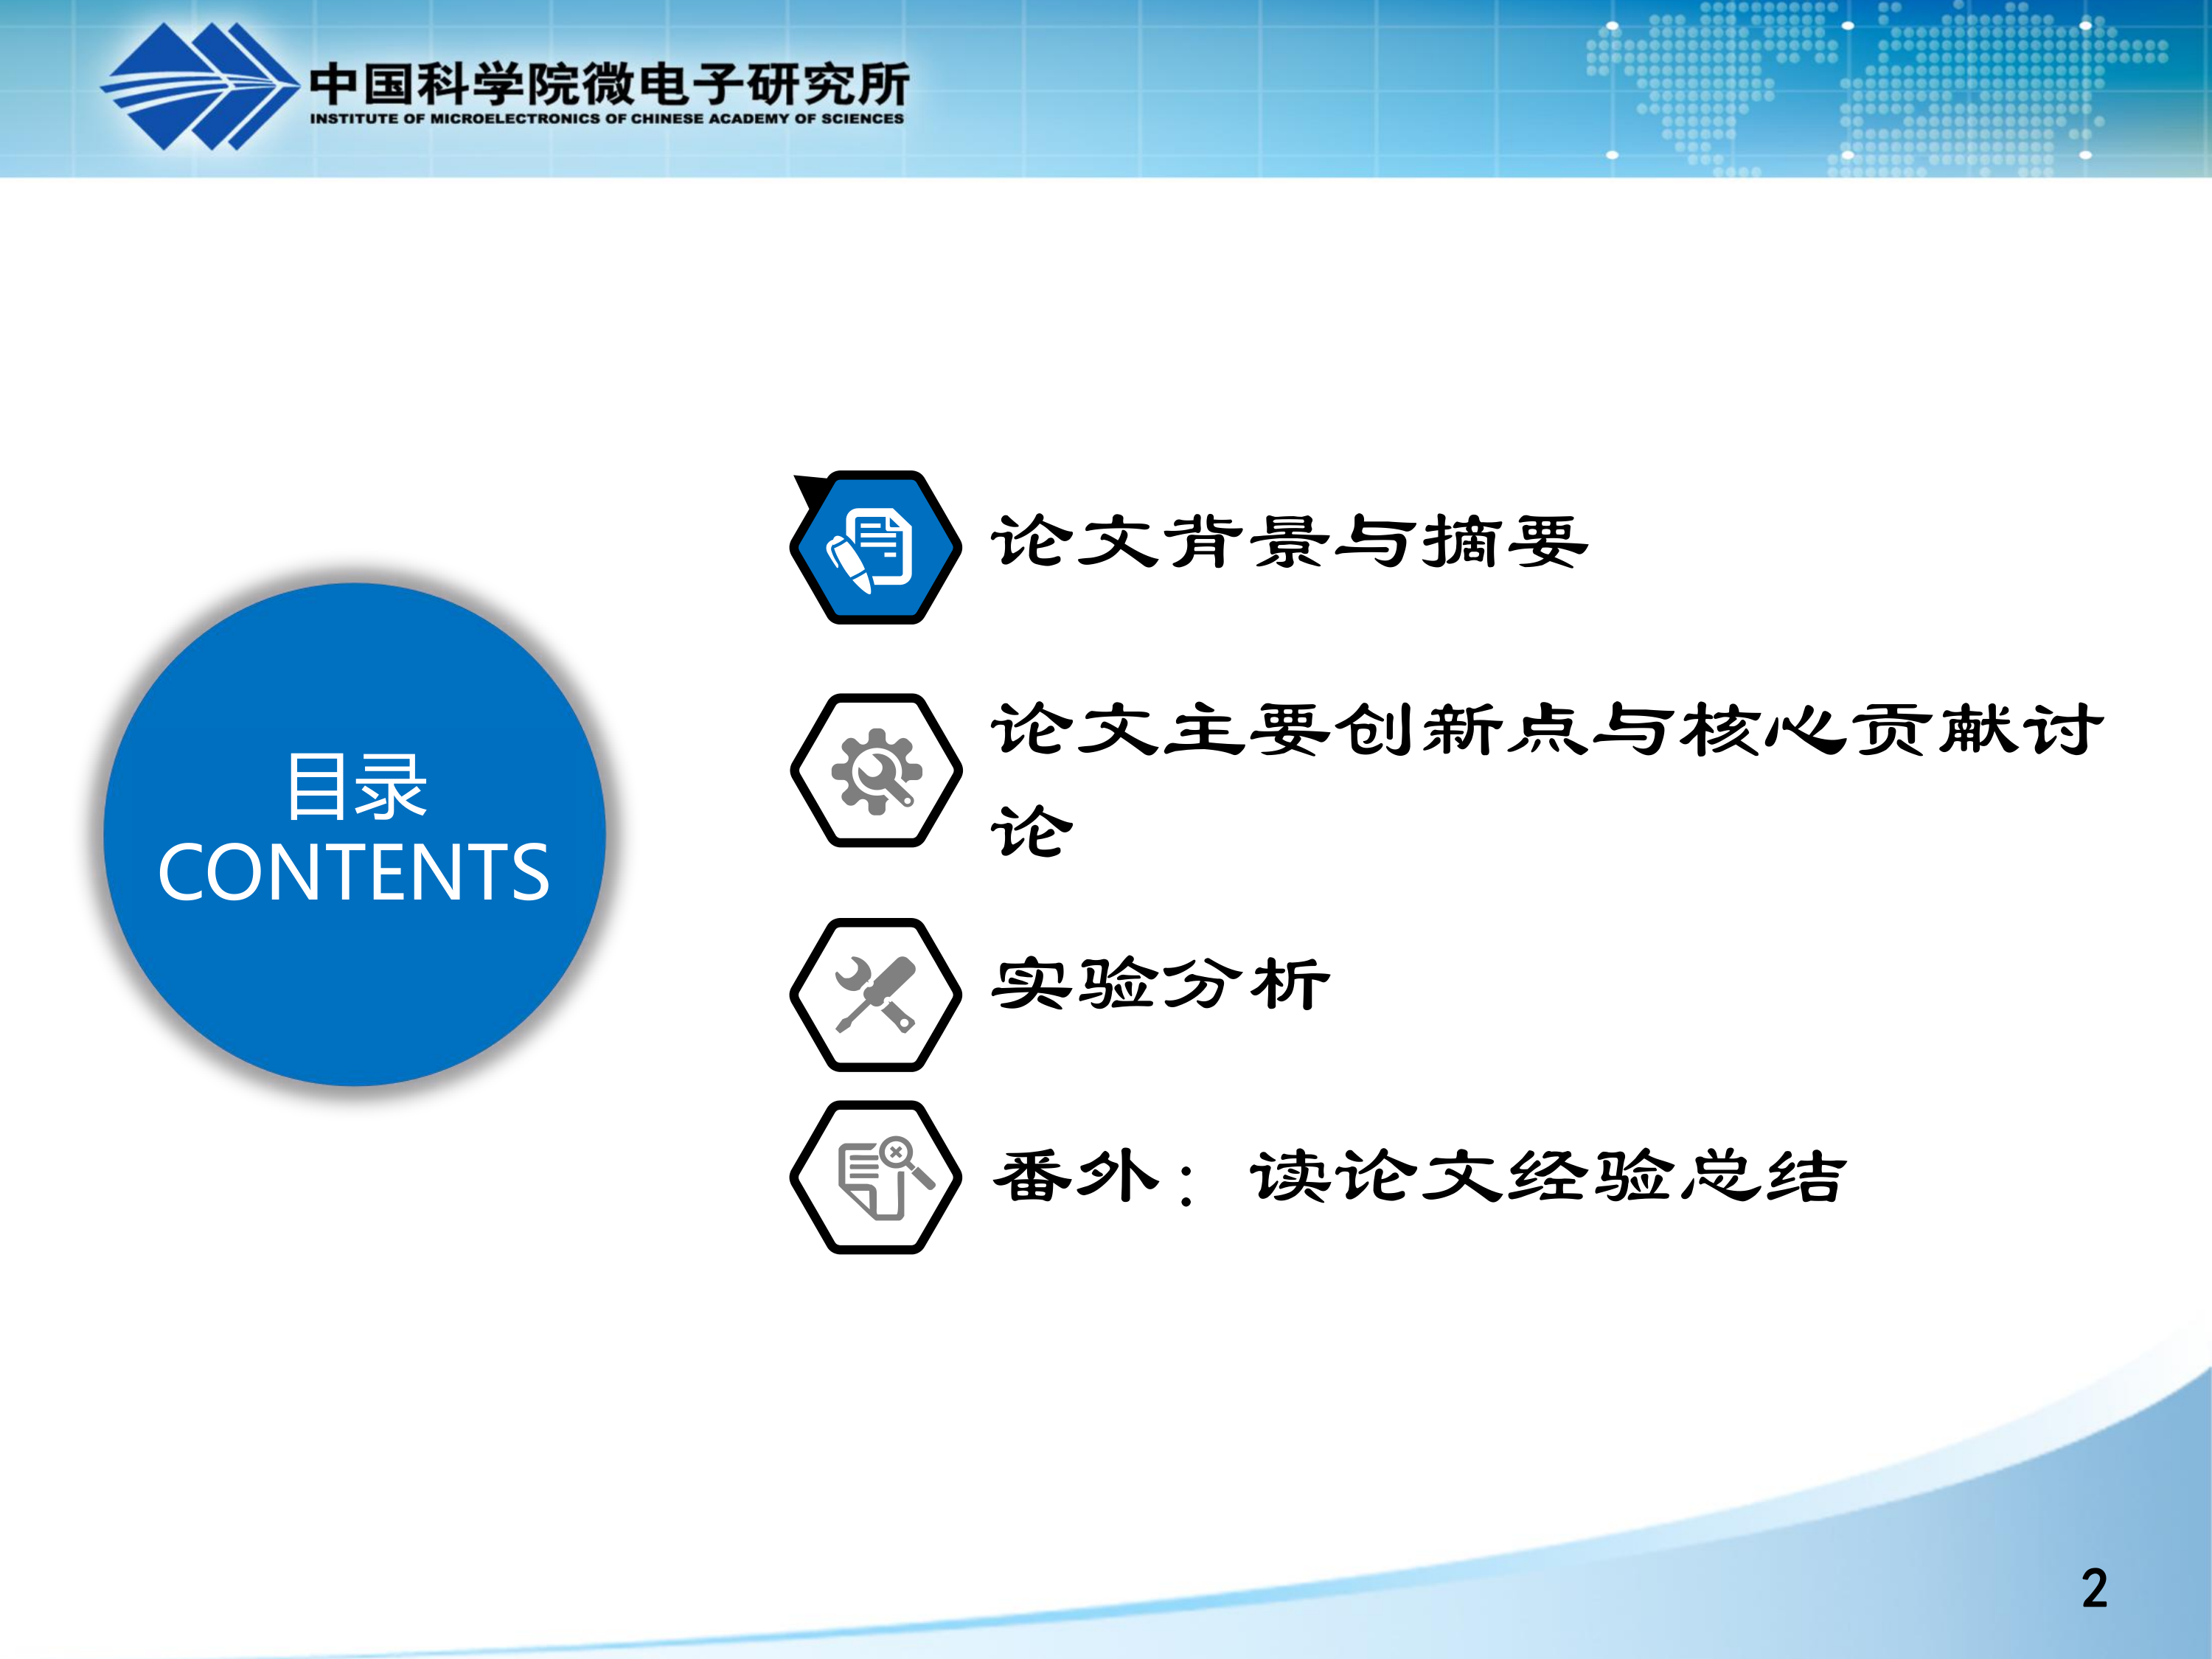 中国科学院微电子研究所
INSTITUTE OF MICROELECTRONICS OF CHINESE ACADEMY OF SCIENCES
目录
CONTENTS
论文背景与摘要
论文主要创新点与核心贡献讨
论
实验分析
番外：读论文经验总结
2